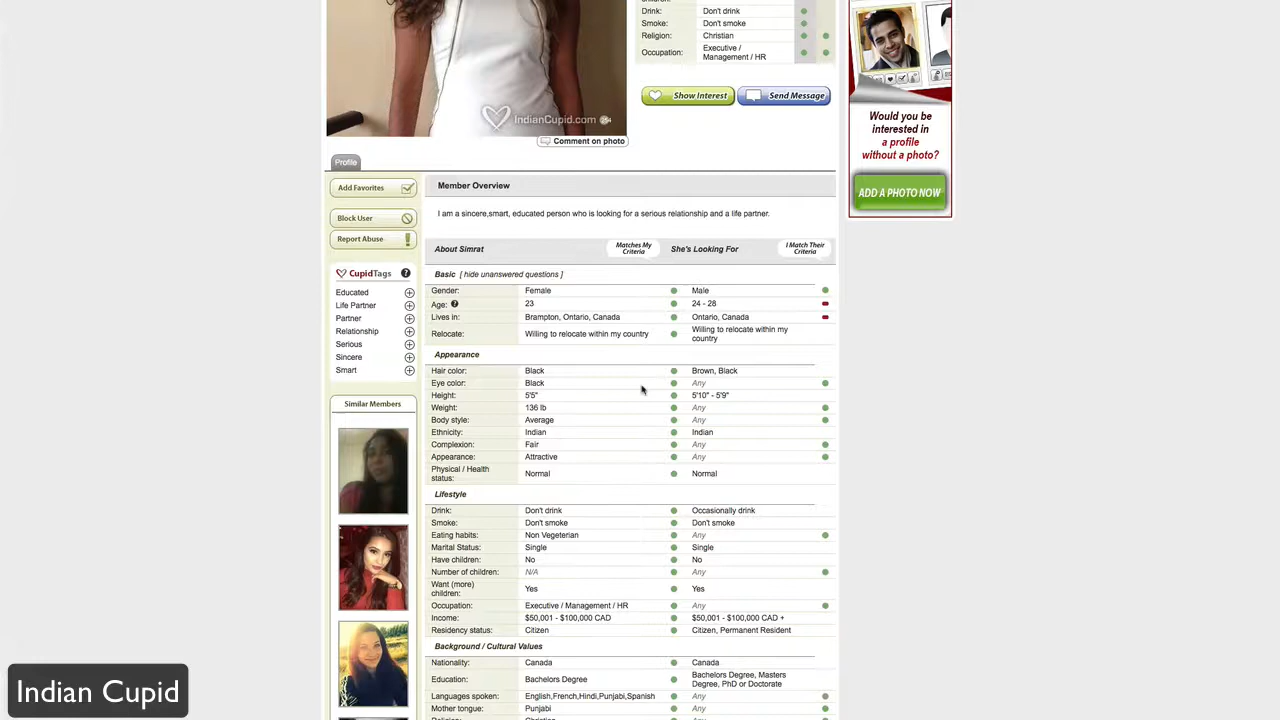 children:
Drink: Don't drink
Smoke: Don't smoke
Religion: Christian
Occupation: Executive /
Management / HR
Show Interest Send Message
IndianCupid.com
Comment on photo
Would you be
interested in
a profile
without a photo?
ADD A PHOTO NOW
Profile
Add Favorites
Block User
Report Abuse
CupidTags ?
Educated
Life Partner
Partner
Relationship
Serious
Sincere
Smart
Similar Members
Member Overview
I am a sincere,smart, educated person who is looking for a serious relationship and a life partner.
About Simrat Matches My Criteria She's Looking For I Match Their Criteria
Basic [ hide unanswered questions ]
Gender: Female Male
Age: ? 23 24 - 28
Lives in: Brampton, Ontario, Canada Ontario, Canada
Relocate: Willing to relocate within my country Willing to relocate within my
country
Appearance
Hair color: Black Brown, Black
Eye color: Black Any
Height: 5'5" 5'10" - 5'9"
Weight: 136 lb Any
Body style: Average Any
Ethnicity: Indian Indian
Complexion: Fair Any
Appearance: Attractive Any
Physical / Health
status: Normal Normal
Lifestyle
Drink: Don't drink Occasionally drink
Smoke: Don't smoke Don't smoke
Eating habits: Non Vegeterian Any
Marital Status: Single Single
Have children: No No
Number of children: N/A Any
Want (more)
children: Yes Yes
Occupation: Executive / Management / HR Any
Income: $50,001 - $100,000 CAD $50,001 - $100,000 CAD +
Residency status: Citizen Citizen, Permanent Resident
Background / Cultural Values
Nationality: Canada Canada
Education: Bachelors Degree Bachelors Degree, Masters
Degree, PhD or Doctorate
Languages spoken: English,French,Hindi,Punjabi,Spanish Any
Mother tongue: Punjabi Any
Religion: Christian Any
Indian Cupid